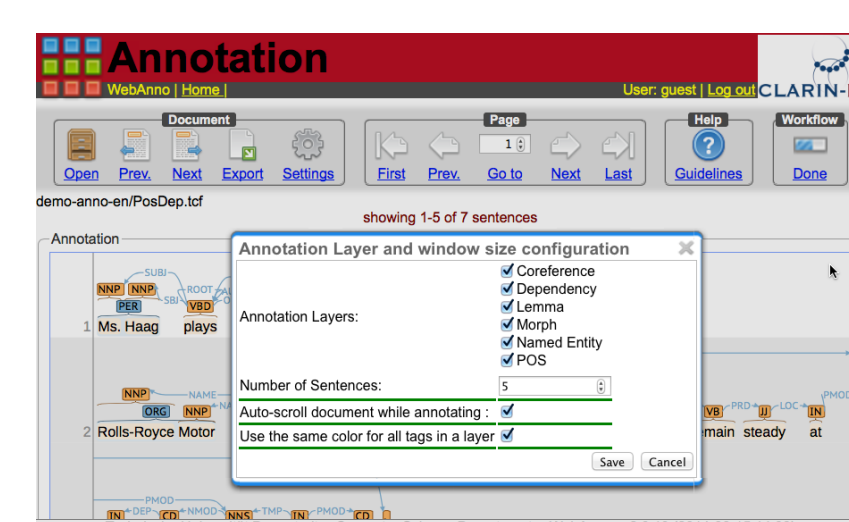 Annotation
WebAnno | Home |
User: guest | Log out
CLARIN-
Document
Page
Help
Workflow
1
Open Prev. Next Export Settings
First Prev. Go to Next Last
Guidelines
Done
demo-anno-en/PosDep.tcf
showing 1-5 of 7 sentences
Annotation
Annotation Layer and window size configuration
Annotation Layers:
Coreference
Dependency
Lemma
Morph
Named Entity
POS
Number of Sentences: 5
Auto-scroll document while annotating :
Use the same color for all tags in a layer
Save Cancel
SUBJ
NNP NNP ROOT
PER SBJ VBD
1 Ms. Haag plays
NNP NAME
ORG NNP
VB PRD JJ LOC IN PMOD
2 Rolls-Royce Motor
main steady at
PMOD
IN DEP CD NMOD NNS TMP IN PMOD CD